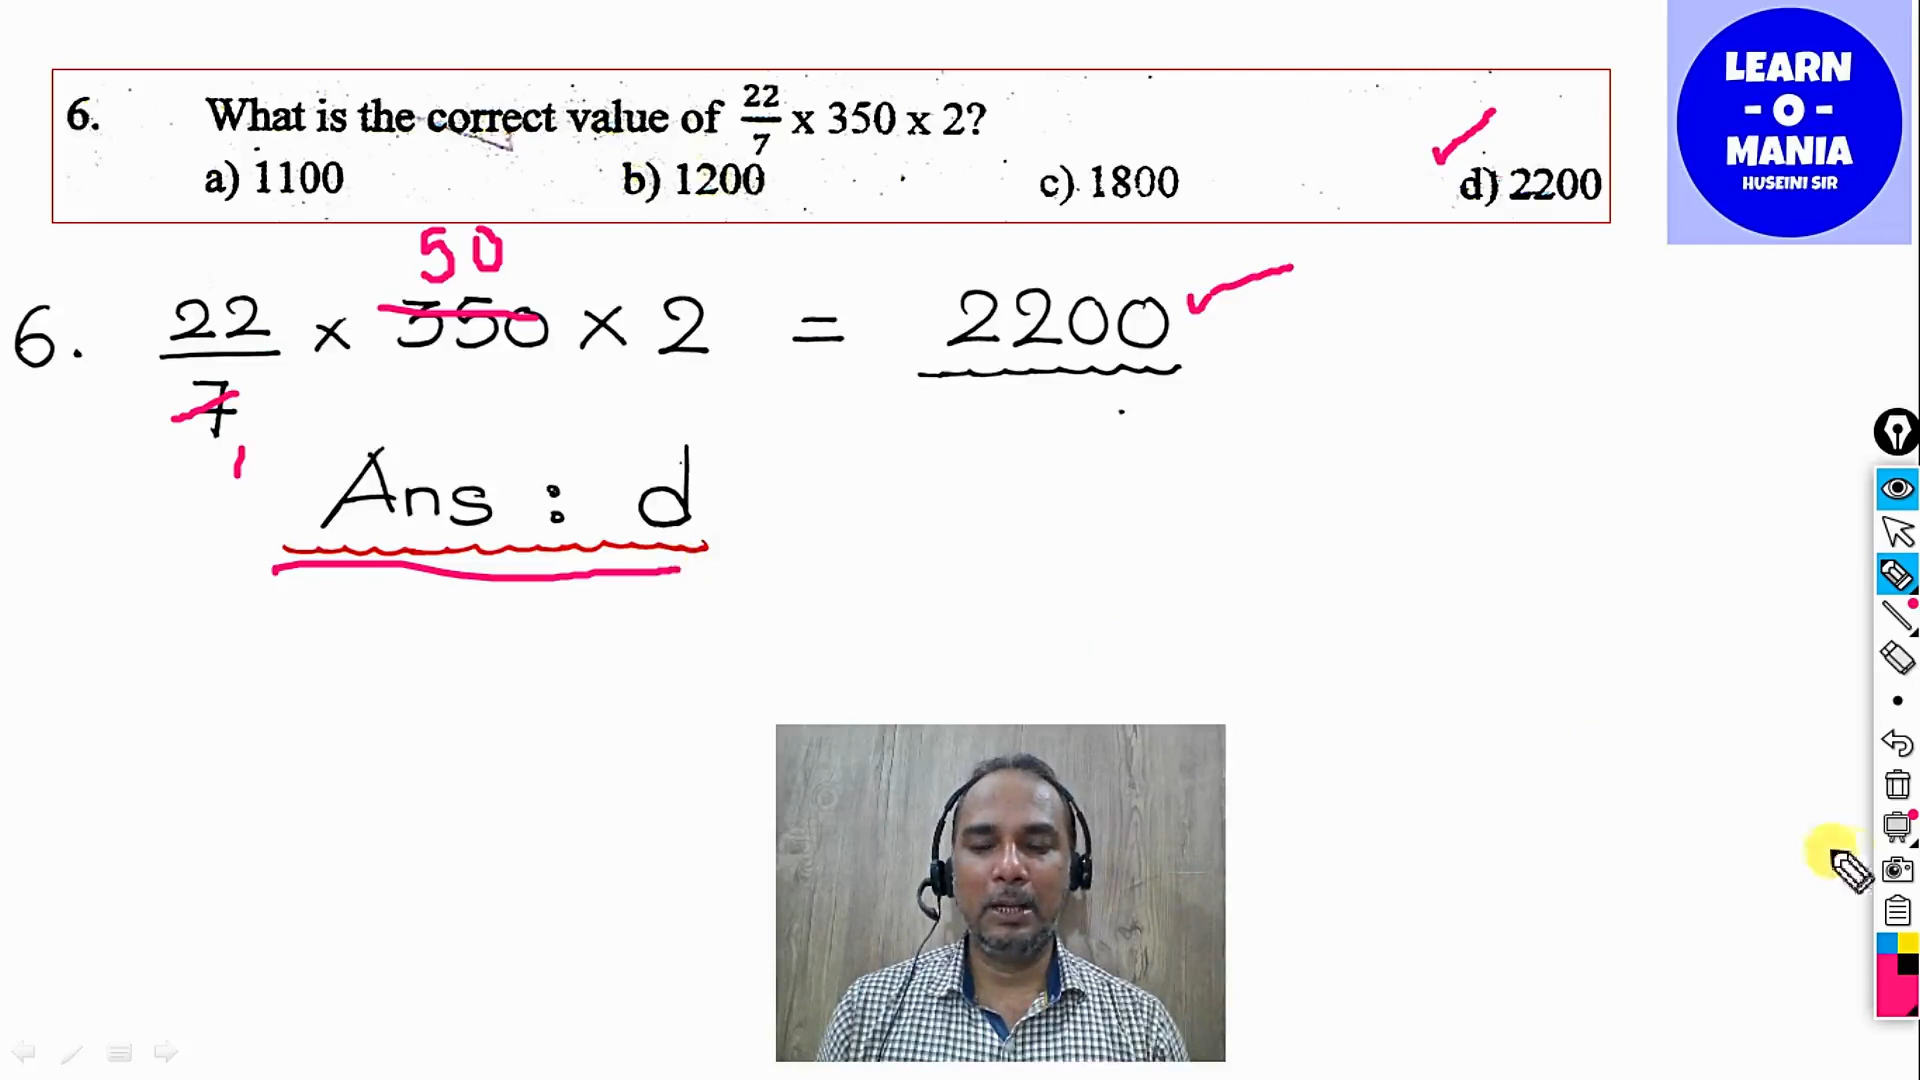 6. What is the correct value of 22/7 x 350 x 2?
a) 1100 b) 1200 c) 1800 d) 2200
LEARN
- O -
MANIA
HUSEINI SIR
50
6. 22/7 × 350 × 2 = 2200
1
Ans : d